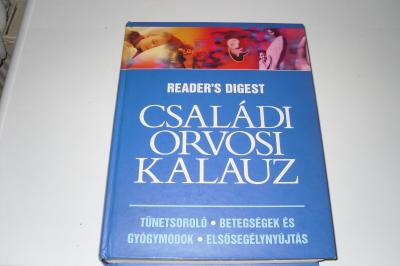 READER'S DIGEST
CSALÁDI
ORVOSI
KALAUZ
TÜNETSOROLÓ • BETEGSÉGEK ÉS
GYÓGYMÓDOK • ELSŐSEGÉLYNYÚJTÁS